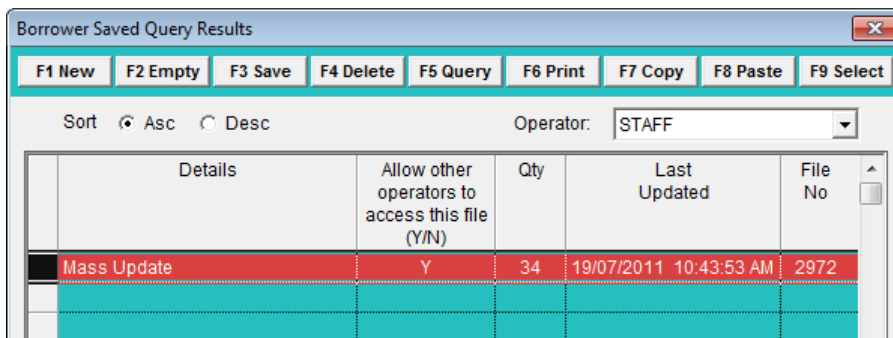 Borrower Saved Query Results
F1 New F2 Empty F3 Save F4 Delete F5 Query F6 Print F7 Copy F8 Paste F9 Select
Sort Asc Desc Operator: STAFF
Details Allow other operators to access this file (Y/N) Qty Last Updated File No
Mass Update Y 34 19/07/2011 10:43:53 AM 2972